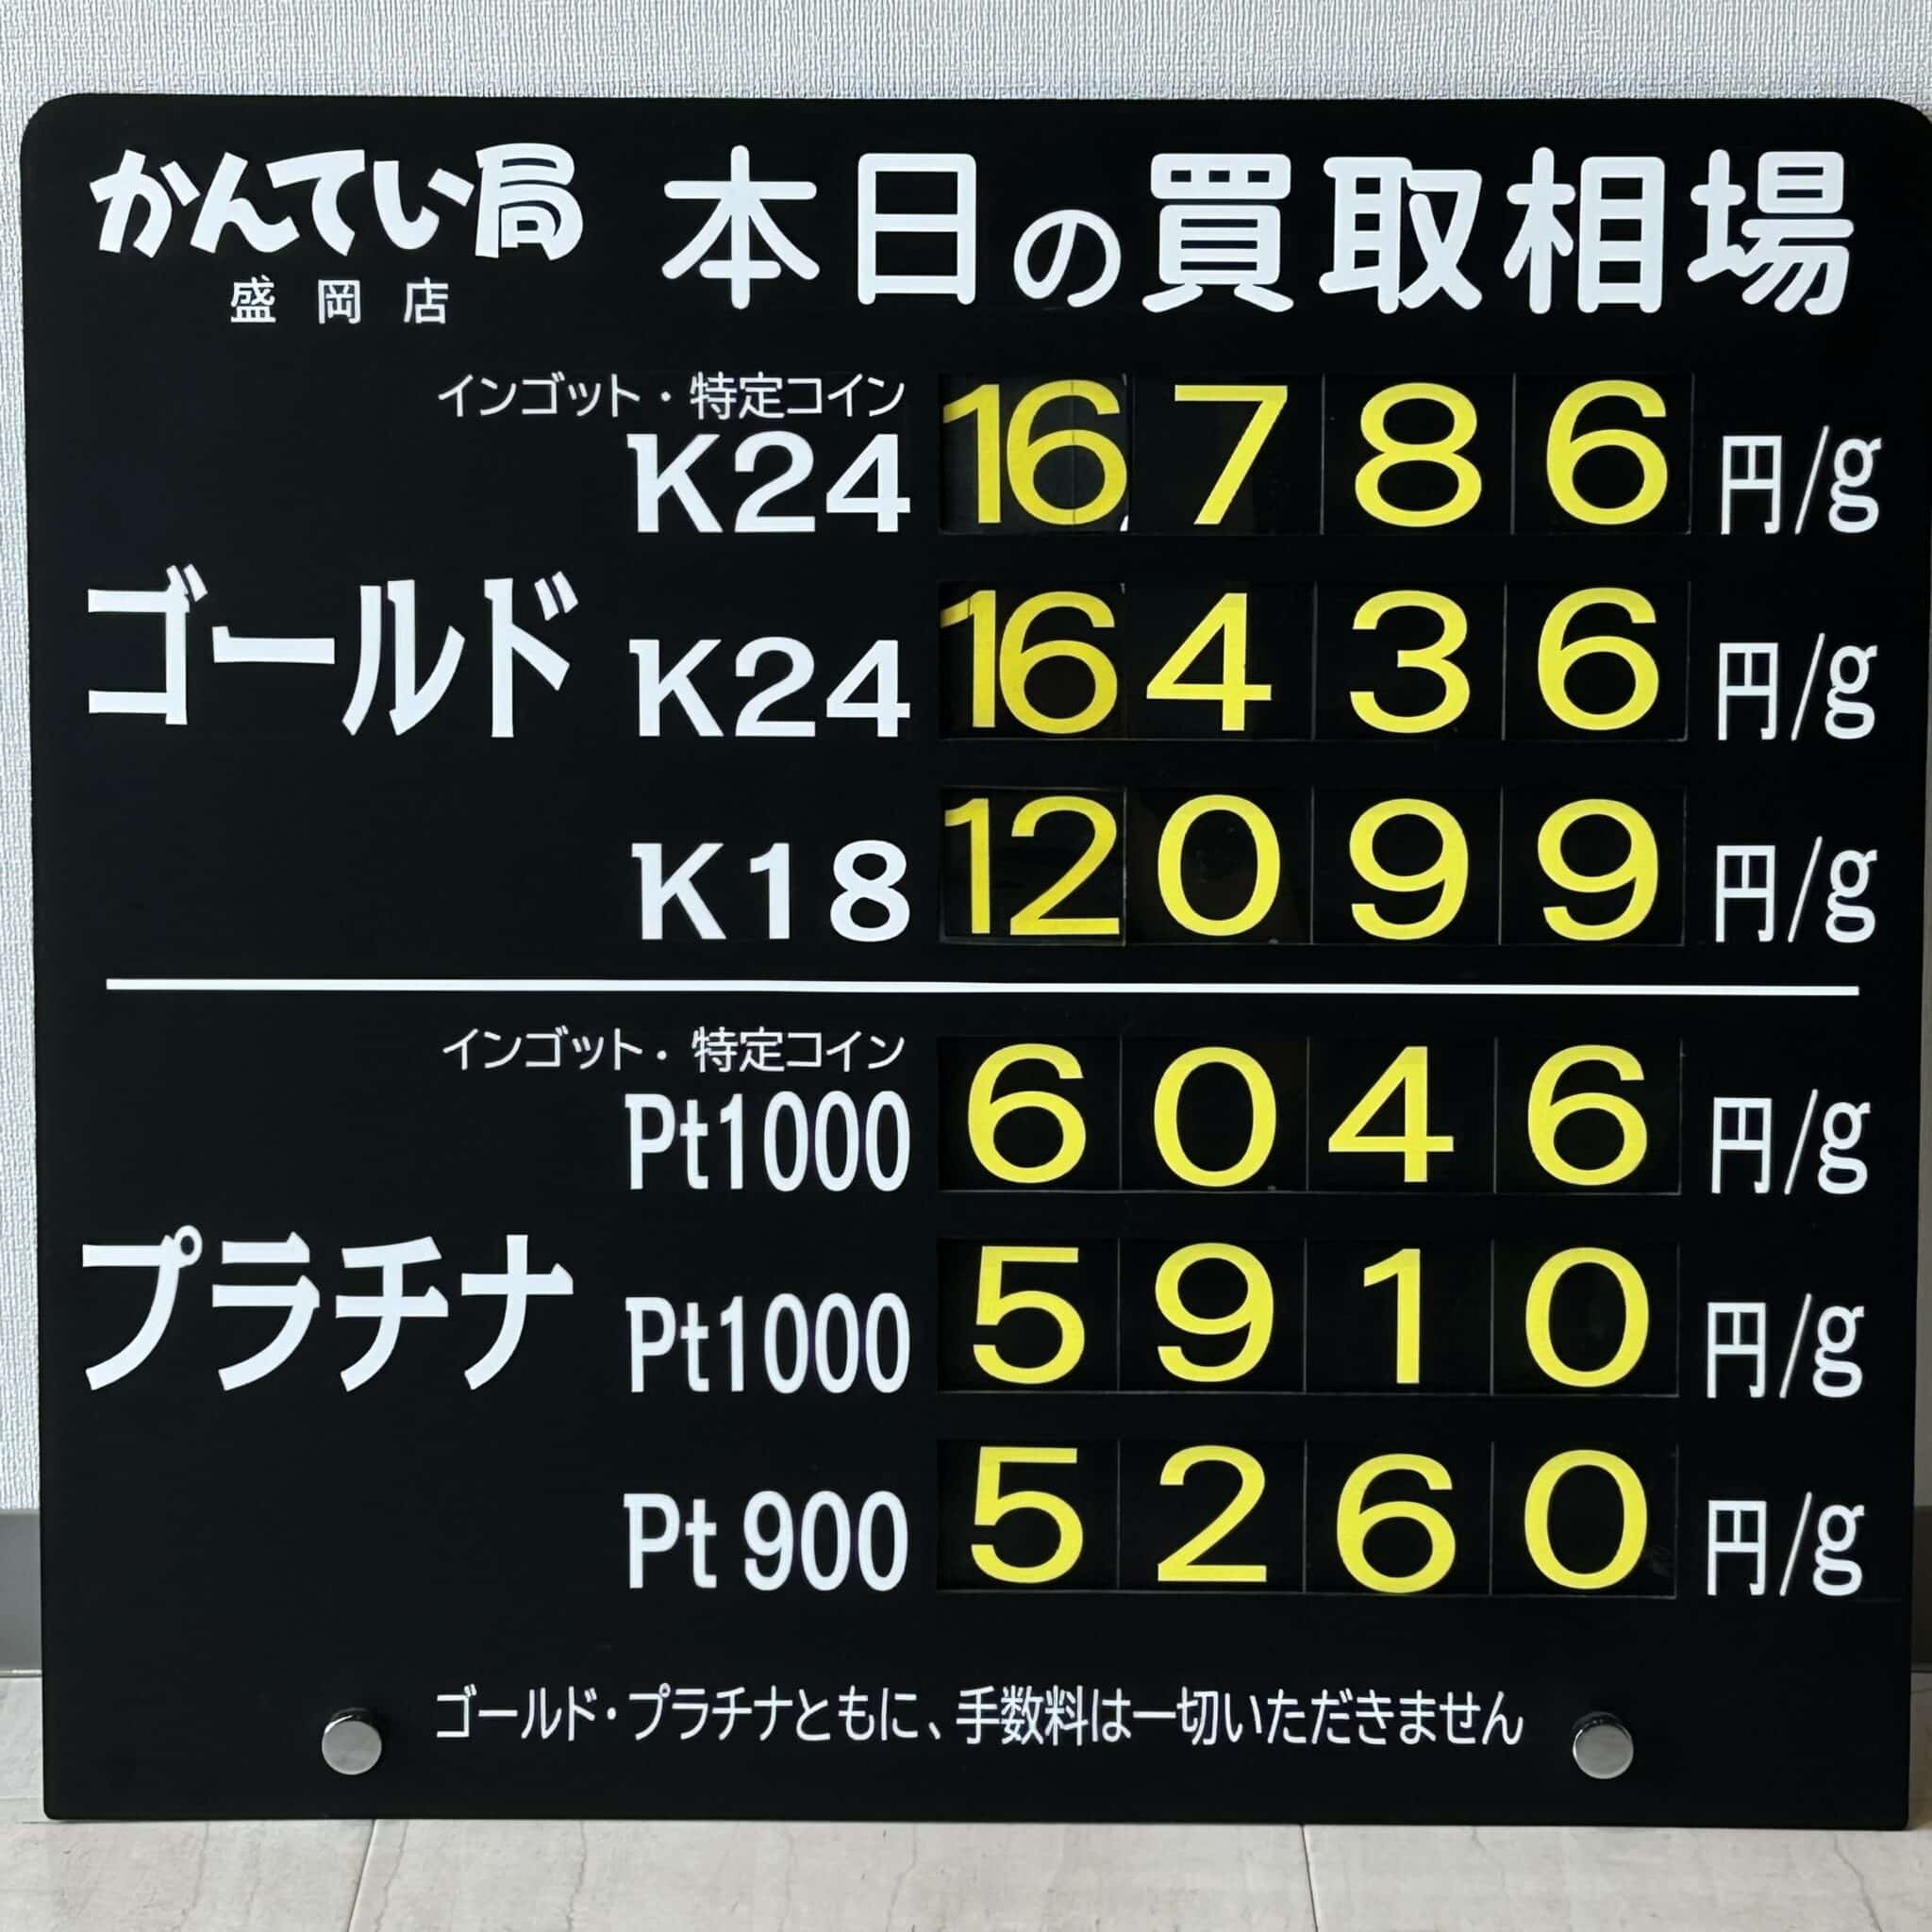 かんてい局 本日の買取相場
盛岡店
インゴット・特定コイン
K24 16786 円/g
ゴールド K24 16436 円/g
K18 12099 円/g
インゴット・特定コイン
Pt1000 6046 円/g
プラチナ Pt1000 5910 円/g
Pt900 5260 円/g
ゴールド・プラチナともに、手数料は一切いただきません